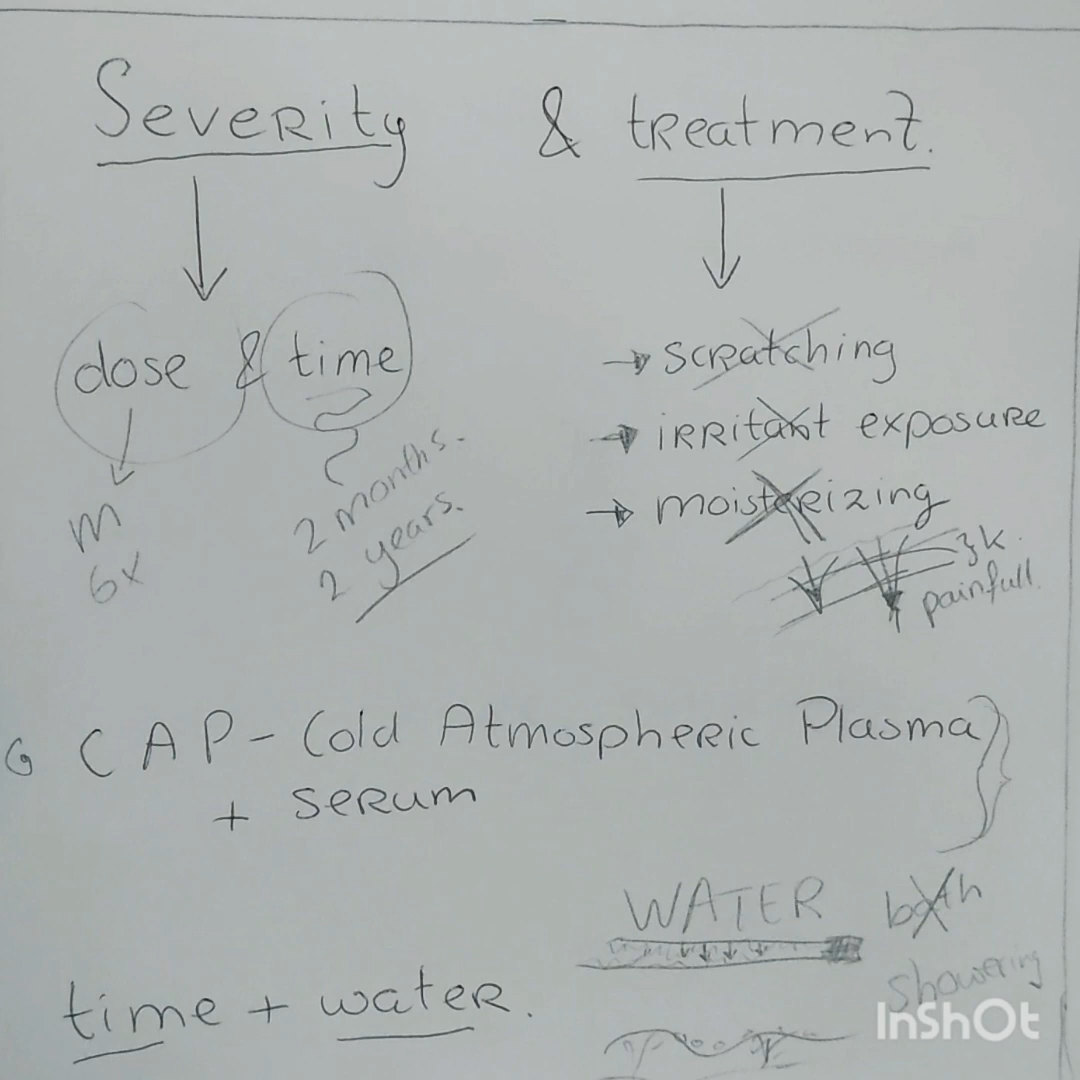 Severity & treatment.
dose & time
m
6x
2 months.
2 years.
→ scratching
→ irritant exposure
→ moisturizing
3k
painfull.
CAP - Cold Atmospheric Plasma
+ serum
WATER
bath
showering
time + water.
InShOt